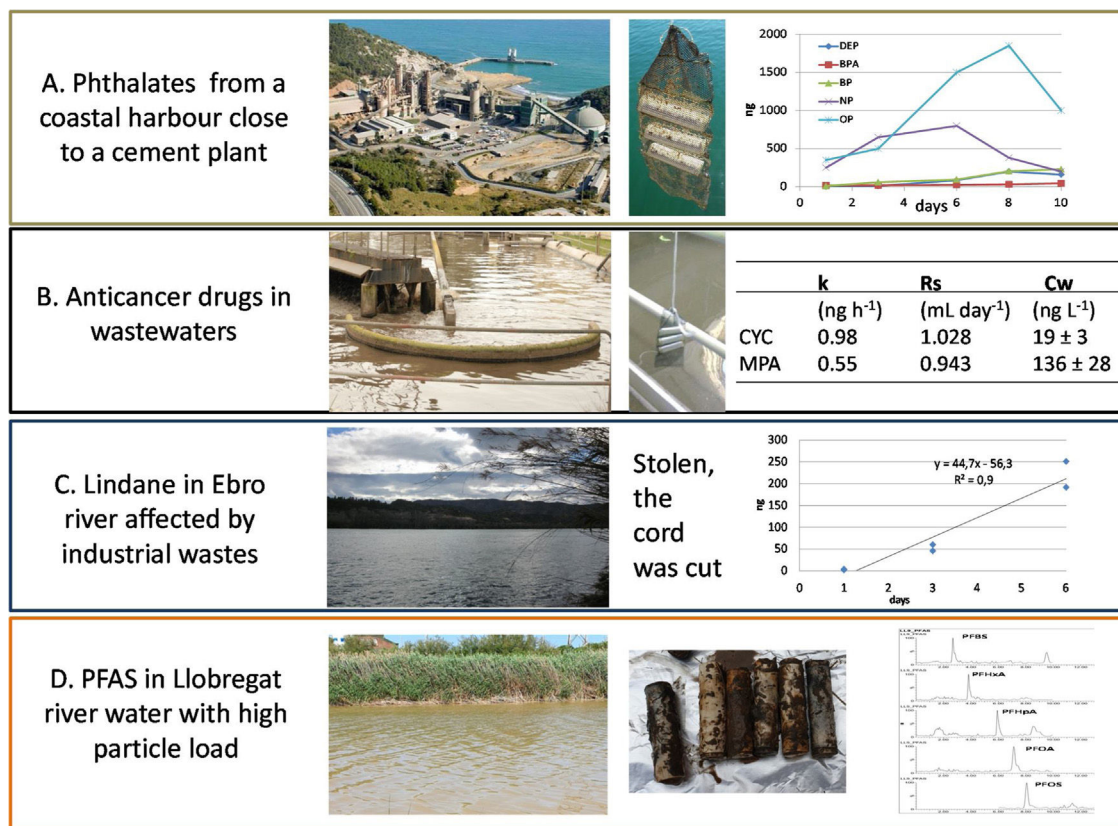 A. Phthalates from a
coastal harbour close
to a cement plant
2000
1500
1000
500
0
ng
DEP
BPA
BP
NP
OP
0 2 4 6 8 10
days
B. Anticancer drugs in
wastewaters
k Rs Cw
(ng h⁻¹) (mL day⁻¹) (ng L⁻¹)
CYC 0.98 1.028 19 ± 3
MPA 0.55 0.943 136 ± 28
C. Lindane in Ebro
river affected by
industrial wastes
Stolen,
the
cord
was cut
300
250
200
150
100
50
0
ng
y = 44,7x - 56,3
R² = 0,9
0 1 2 3 4 5 6
days
D. PFAS in Llobregat
river water with high
particle load
PFBS
PFHxA
PFHpA
PFOA
PFOS